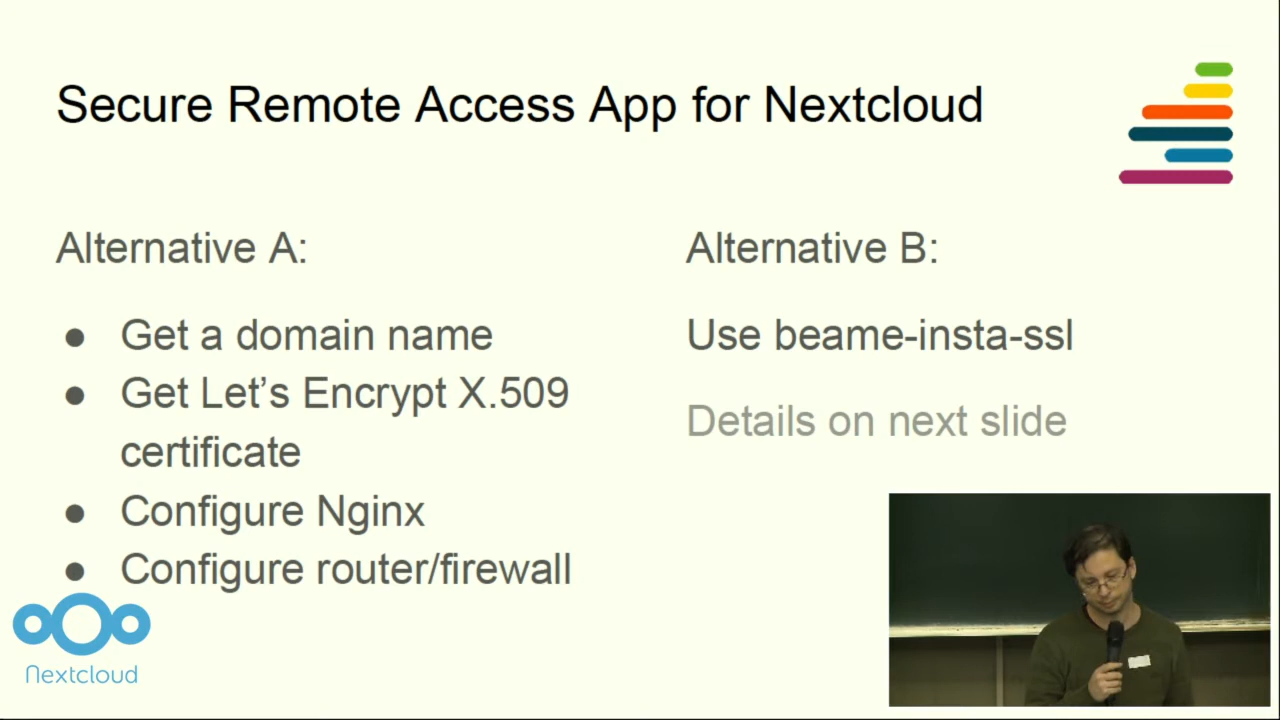 Secure Remote Access App for Nextcloud
Alternative A:
● Get a domain name
● Get Let's Encrypt X.509
certificate
● Configure Nginx
● Configure router/firewall
Alternative B:
Use beame-insta-ssl
Details on next slide
Nextcloud